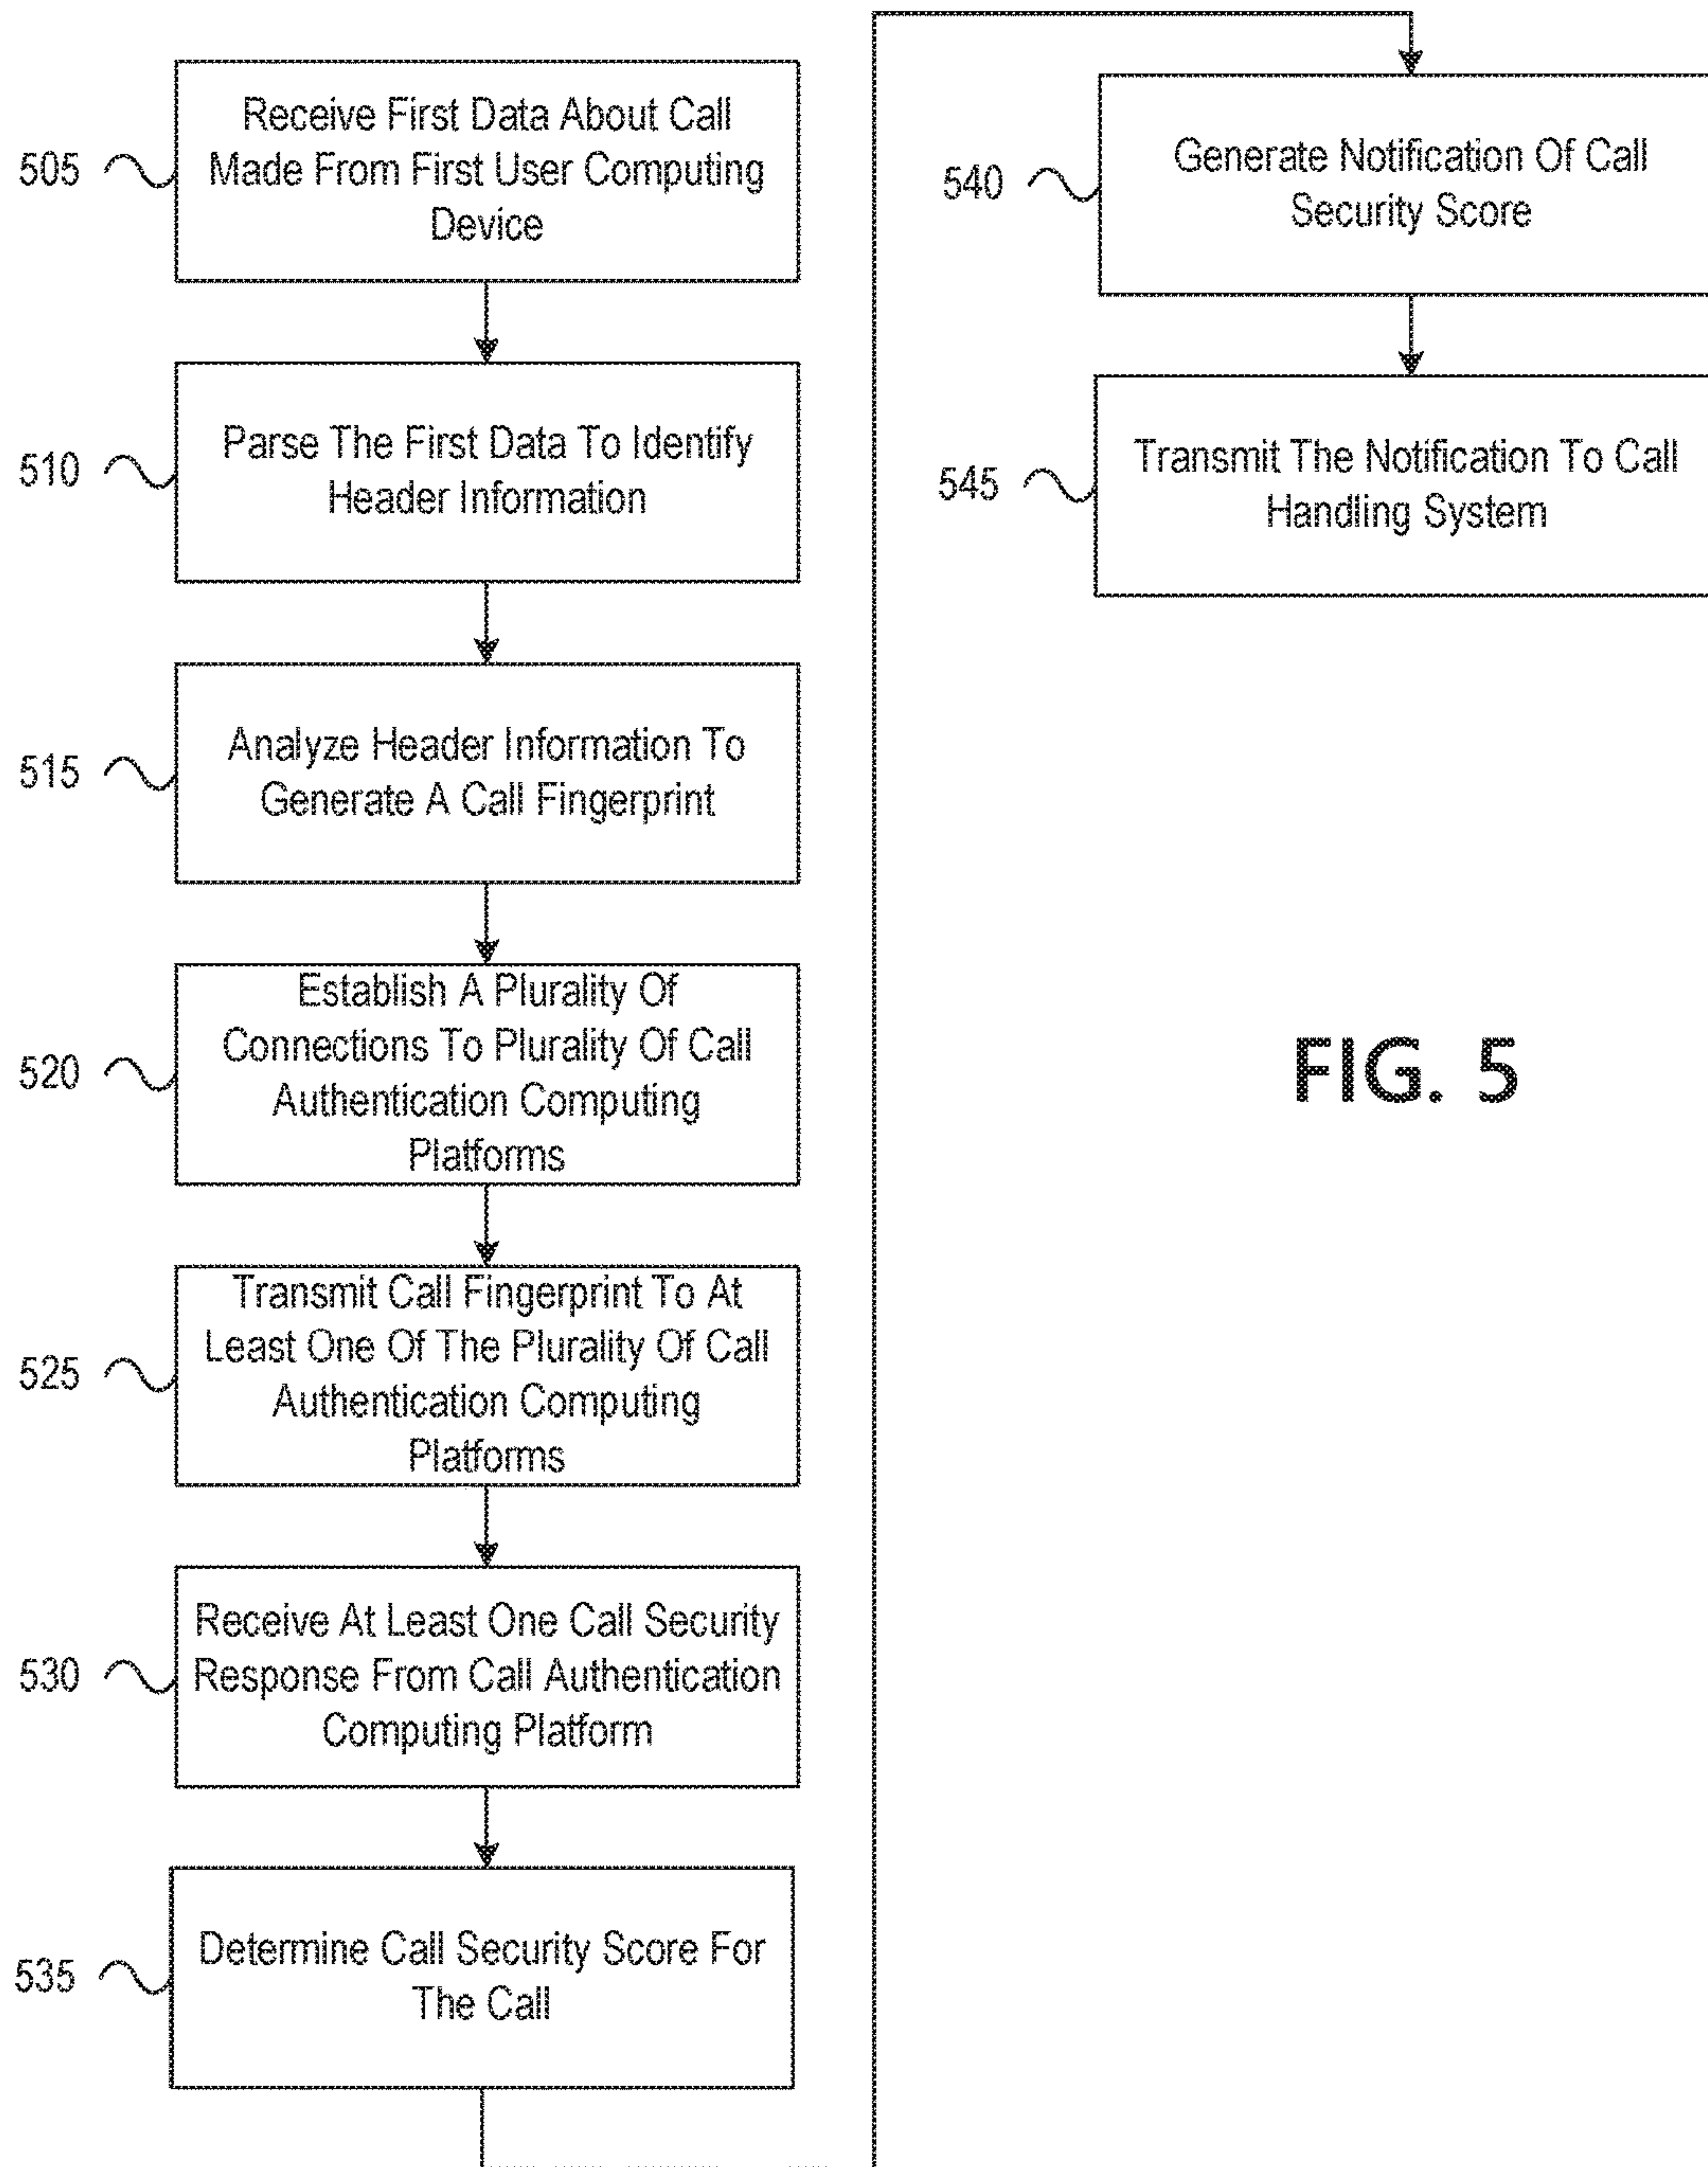 505
Receive First Data About Call
Made From First User Computing
Device
510
Parse The First Data To Identify
Header Information
515
Analyze Header Information To
Generate A Call Fingerprint
520
Establish A Plurality Of
Connections To Plurality Of Call
Authentication Computing
Platforms
525
Transmit Call Fingerprint To At
Least One Of The Plurality Of Call
Authentication Computing
Platforms
530
Receive At Least One Call Security
Response From Call Authentication
Computing Platform
535
Determine Call Security Score For
The Call
540
Generate Notification Of Call
Security Score
545
Transmit The Notification To Call
Handling System
FIG. 5